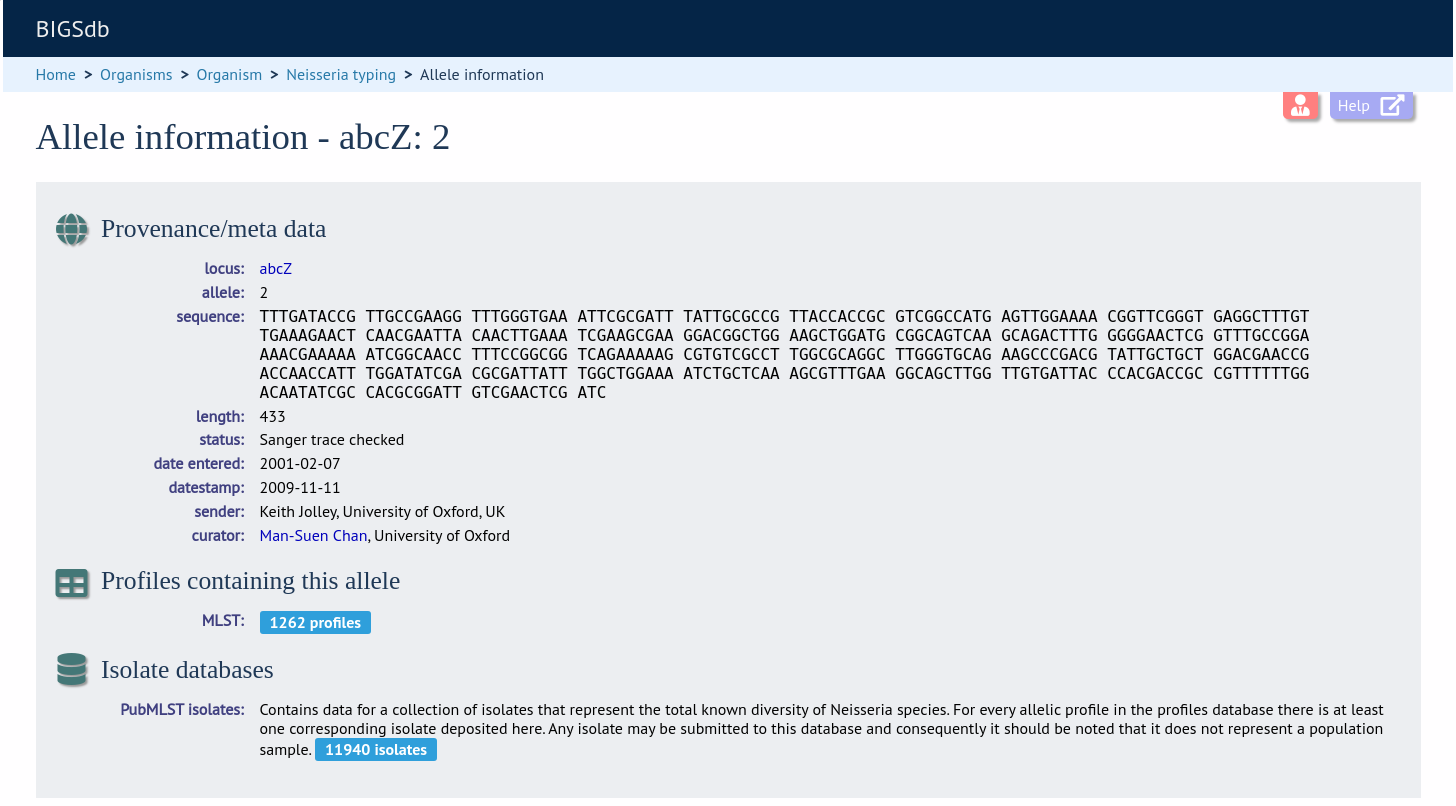 BIGSdb
Home > Organisms > Organism > Neisseria typing > Allele information
Help
Allele information - abcZ: 2
Provenance/meta data
locus: abcZ
allele: 2
sequence: TTTGATACCG TTGCCGAAGG TTTGGGTGAA ATTCGCGATT TATTGCGCCG TTACCACCGC GTCGGCCATG AGTTGGAAAA CGGTTCGGGT GAGGCTTTGT
TGAAAGAACT CAACGAATTA CAACTTGAAA TCGAAGCGAA GGACGGCTGG AAGCTGGATG CGGCAGTCAA GCAGACTTTG GGGGAACTCG GTTTGCCGGA
AAACGAAAAA ATCGGCAACC TTTCCGGCGG TCAGAAAAAG CGTGTCGCCT TGGCGCAGGC TTGGGTGCAG AAGCCCGACG TATTGCTGCT GGACGAACCG
ACCAACCATT TGGATATCGA CGCGATTATT TGGCTGGAAA ATCTGCTCAA AGCGTTTGAA GGCAGCTTGG TTGTGATTAC CCACGACCGC CGTTTTTTGG
ACAATATCGC CACGCGGATT GTCGAACTCG ATC
length: 433
status: Sanger trace checked
date entered: 2001-02-07
datestamp: 2009-11-11
sender: Keith Jolley, University of Oxford, UK
curator: Man-Suen Chan, University of Oxford
Profiles containing this allele
MLST: 1262 profiles
Isolate databases
PubMLST isolates: Contains data for a collection of isolates that represent the total known diversity of Neisseria species. For every allelic profile in the profiles database there is at least
one corresponding isolate deposited here. Any isolate may be submitted to this database and consequently it should be noted that it does not represent a population
sample. 11940 isolates